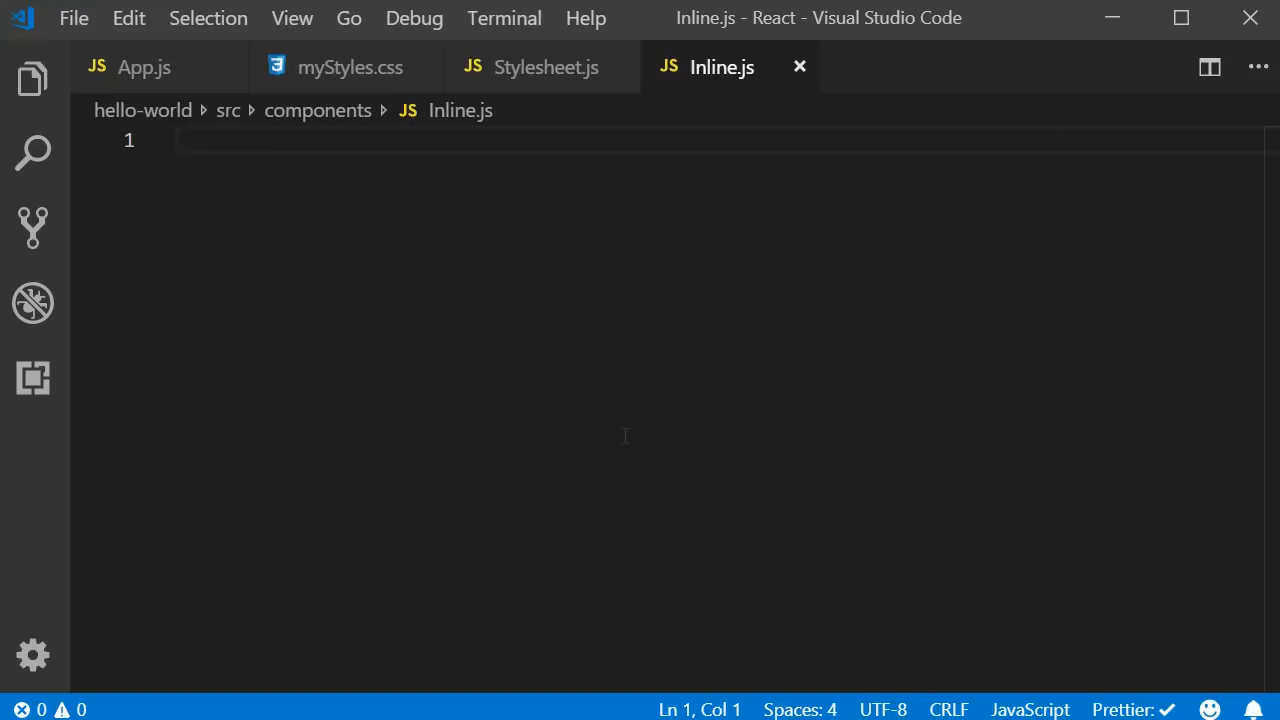 File Edit Selection View Go Debug Terminal Help Inline.js - React - Visual Studio Code
JS App.js myStyles.css JS Stylesheet.js JS Inline.js
hello-world src components JS Inline.js
1
0 0 Ln 1, Col 1 Spaces: 4 UTF-8 CRLF JavaScript Prettier: